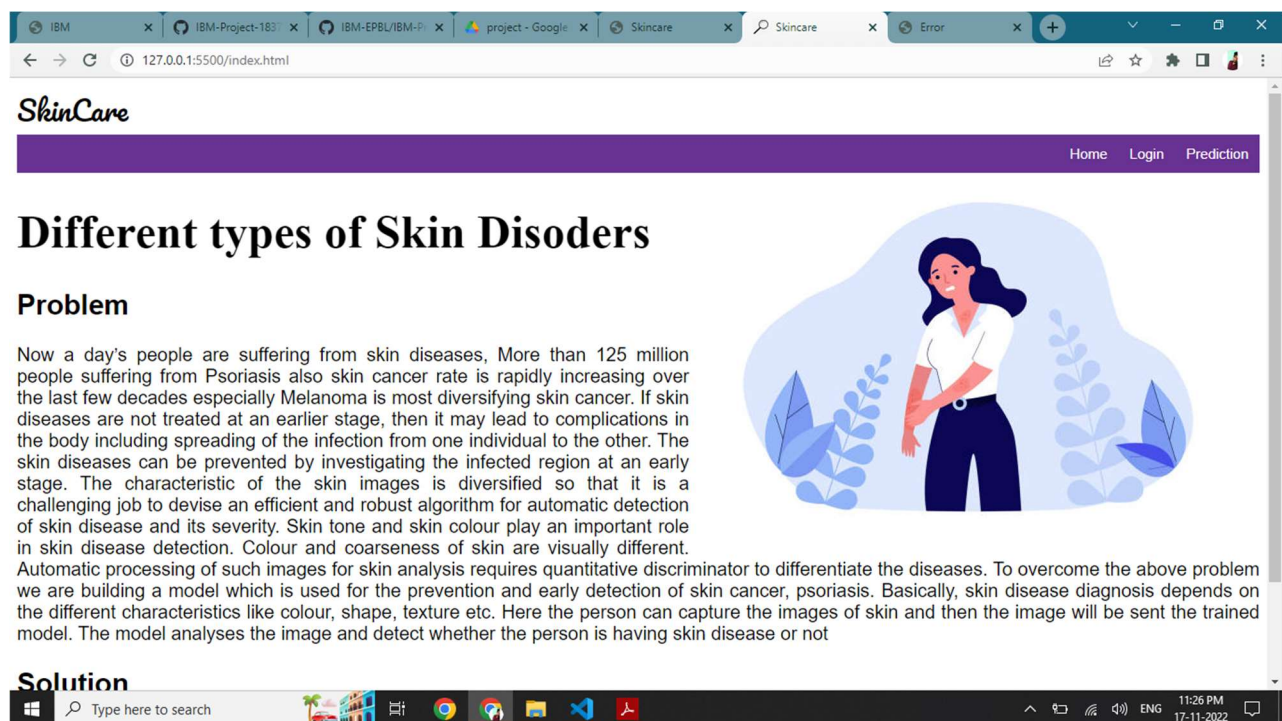 IBM
IBM-Project-1837
IBM-EPBL/IBM-Pr
project - Google
Skincare
Skincare
Error
127.0.0.1:5500/index.html
SkinCare
Home Login Prediction
Different types of Skin Disoders
Problem
Now a day's people are suffering from skin diseases, More than 125 million
people suffering from Psoriasis also skin cancer rate is rapidly increasing over
the last few decades especially Melanoma is most diversifying skin cancer. If skin
diseases are not treated at an earlier stage, then it may lead to complications in
the body including spreading of the infection from one individual to the other. The
skin diseases can be prevented by investigating the infected region at an early
stage. The characteristic of the skin images is diversified so that it is a
challenging job to devise an efficient and robust algorithm for automatic detection
of skin disease and its severity. Skin tone and skin colour play an important role
in skin disease detection. Colour and coarseness of skin are visually different.
Automatic processing of such images for skin analysis requires quantitative discriminator to differentiate the diseases. To overcome the above problem
we are building a model which is used for the prevention and early detection of skin cancer, psoriasis. Basically, skin disease diagnosis depends on
the different characteristics like colour, shape, texture etc. Here the person can capture the images of skin and then the image will be sent the trained
model. The model analyses the image and detect whether the person is having skin disease or not
Solution
Type here to search
ENG
11:26 PM
17-11-2022